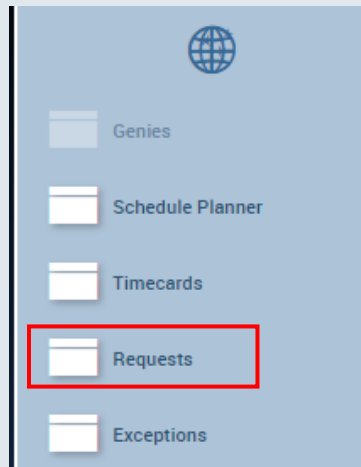 Genies
Schedule Planner
Timecards
Requests
Exceptions